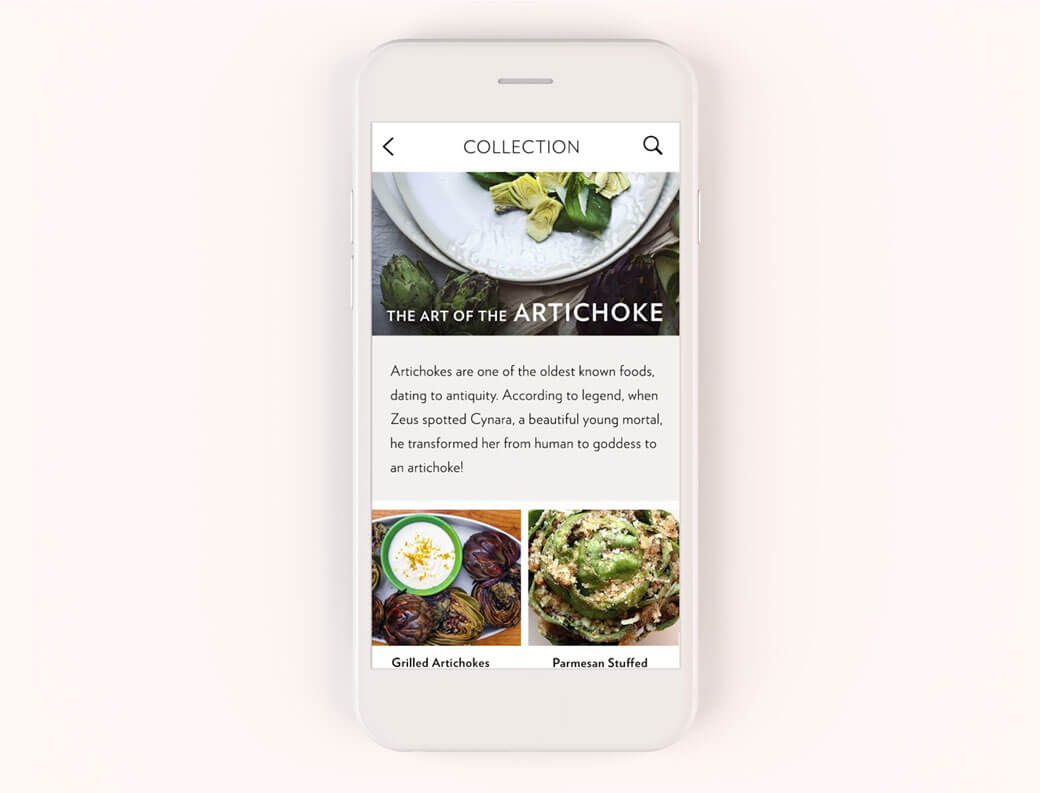 COLLECTION
THE ART OF THE ARTICHOKE
Artichokes are one of the oldest known foods,
dating to antiquity. According to legend, when
Zeus spotted Cynara, a beautiful young mortal,
he transformed her from human to goddess to
an artichoke!
Grilled Artichokes
Parmesan Stuffed